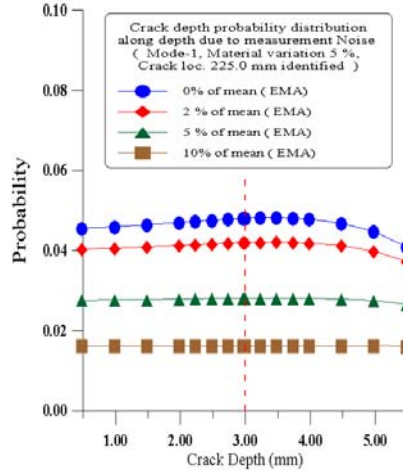 0.10
0.08
0.06
0.04
0.02
0.00
Probability
Crack depth probability distribution
along depth due to measurement Noise
( Mode-1, Material variation 5 %,
Crack loc. 225.0 mm identified )
0% of mean ( EMA)
2 % of mean ( EMA)
5 % of mean ( EMA)
10% of mean ( EMA)
1.00 2.00 3.00 4.00 5.00
Crack Depth (mm)